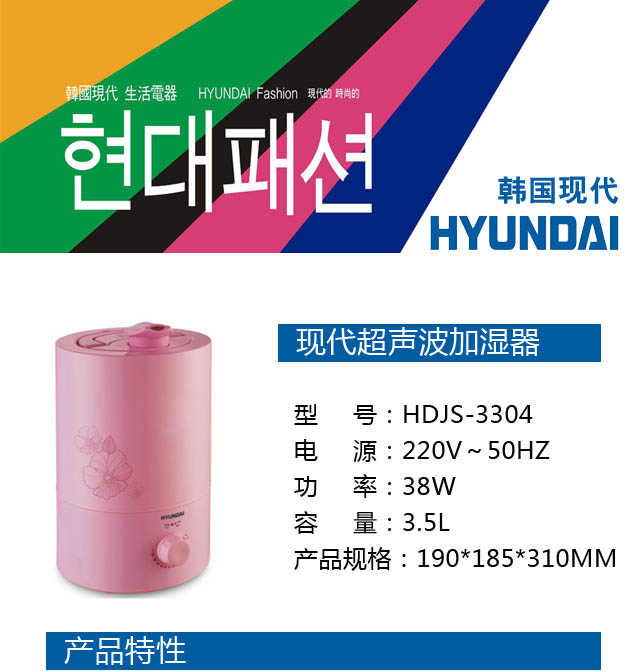 韓國現代 生活電器 HYUNDAI Fashion 現代的 時尚的
현대패션
韩国现代
HYUNDAI
现代超声波加湿器
型 号：HDJS-3304
电 源：220V～50HZ
功 率：38W
容 量：3.5L
产品规格：190*185*310MM
HYUNDAI
产品特性